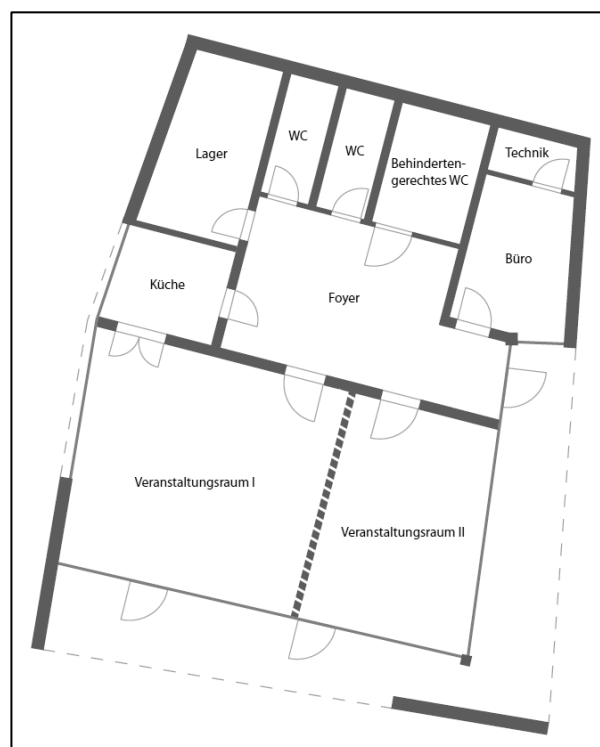 WC
WC
Lager
Behinderten-
gerechtes WC
Technik
Büro
Küche
Foyer
Veranstaltungsraum I
Veranstaltungsraum II